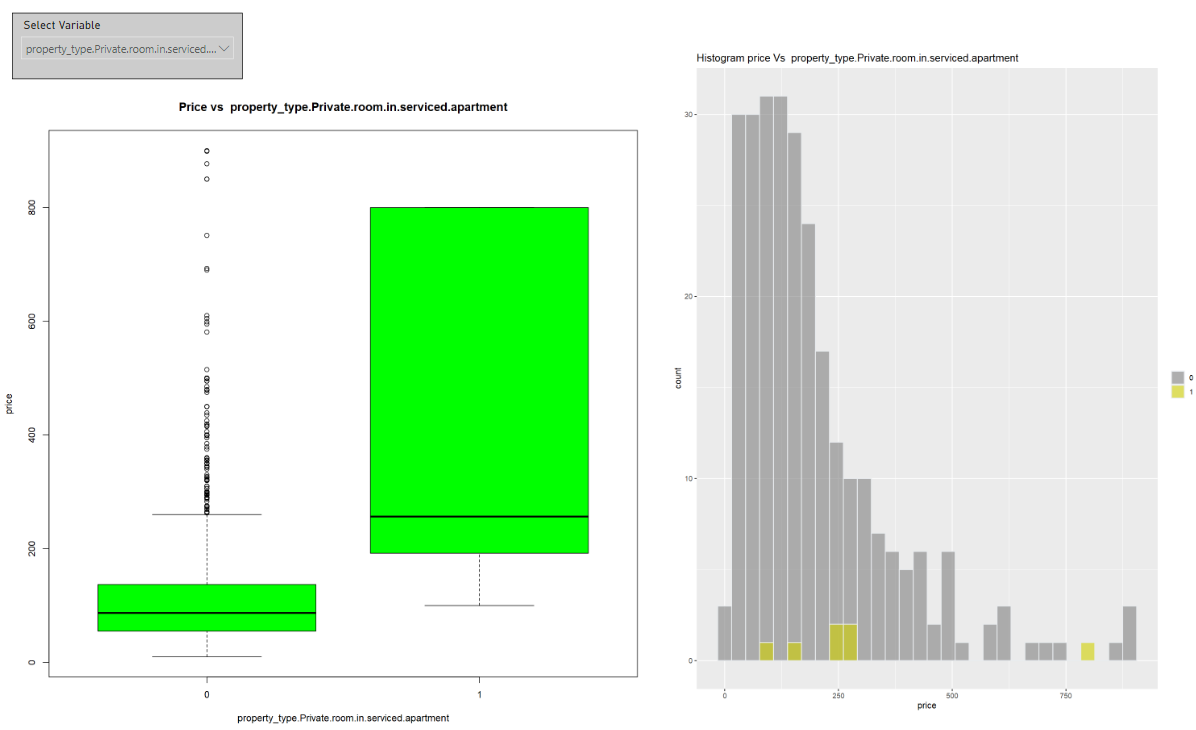 Select Variable
property_type.Private.room.in.serviced....
Price vs  property_type.Private.room.in.serviced.apartment
800
600
400
200
0
price
0
1
property_type.Private.room.in.serviced.apartment
Histogram price Vs  property_type.Private.room.in.serviced.apartment
30
20
10
0
count
0
250
500
750
price
0
1